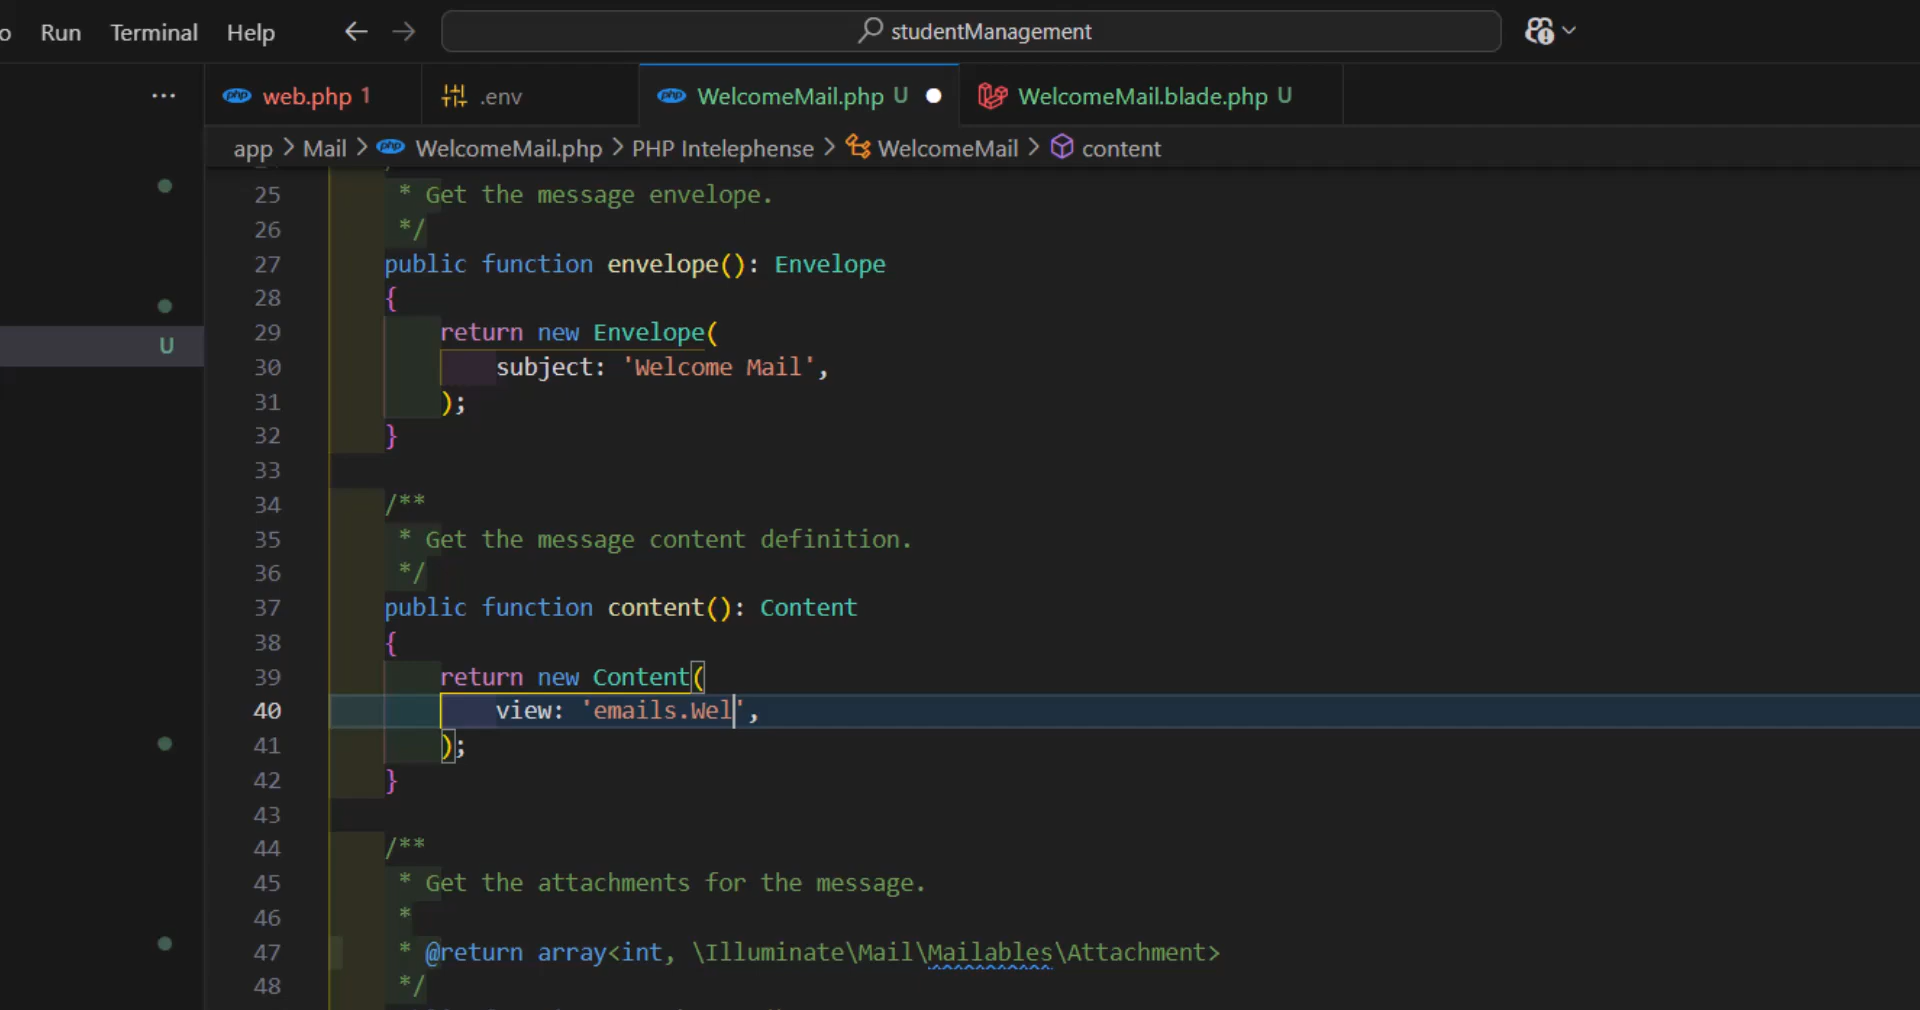 Run Terminal Help studentManagement
web.php 1 .env WelcomeMail.php U WelcomeMail.blade.php U
app > Mail > WelcomeMail.php > PHP Intelephense > WelcomeMail > content
25 * Get the message envelope.
26 */
27 public function envelope(): Envelope
28 {
29 return new Envelope(
30 subject: 'Welcome Mail',
31 );
32 }
33
34 /**
35 * Get the message content definition.
36 */
37 public function content(): Content
38 {
39 return new Content(
40 view: 'emails.Wel',
41 );
42 }
43
44 /**
45 * Get the attachments for the message.
46 *
47 * @return array<int, \Illuminate\Mail\Mailables\Attachment>
48 */
U